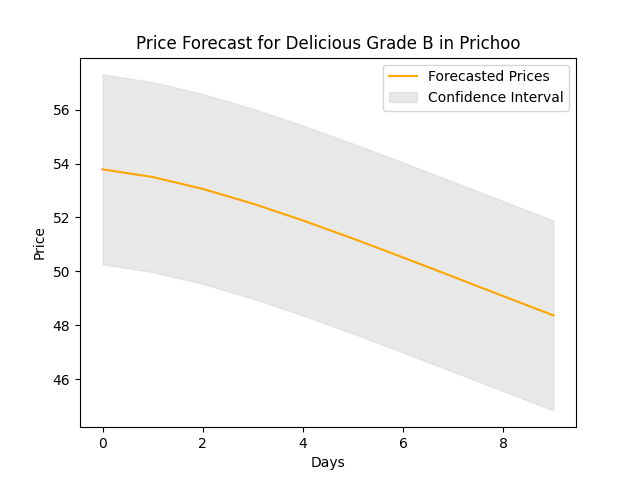 Price Forecast for Delicious Grade B in Prichoo
Forecasted Prices
Confidence Interval
56
54
52
50
48
46
Price
0 2 4 6 8
Days